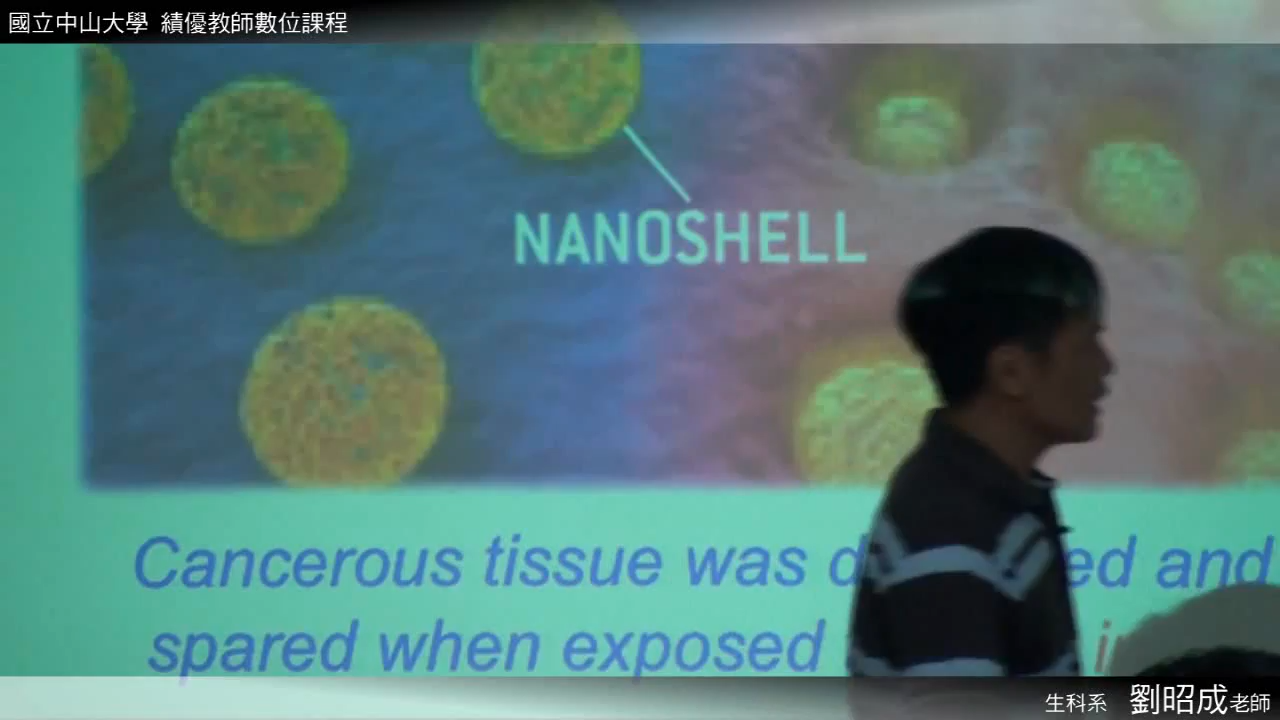 國立中山大學 績優教師數位課程
NANOSHELL
Cancerous tissue was and
spared when exposed
生科系 劉昭成老師